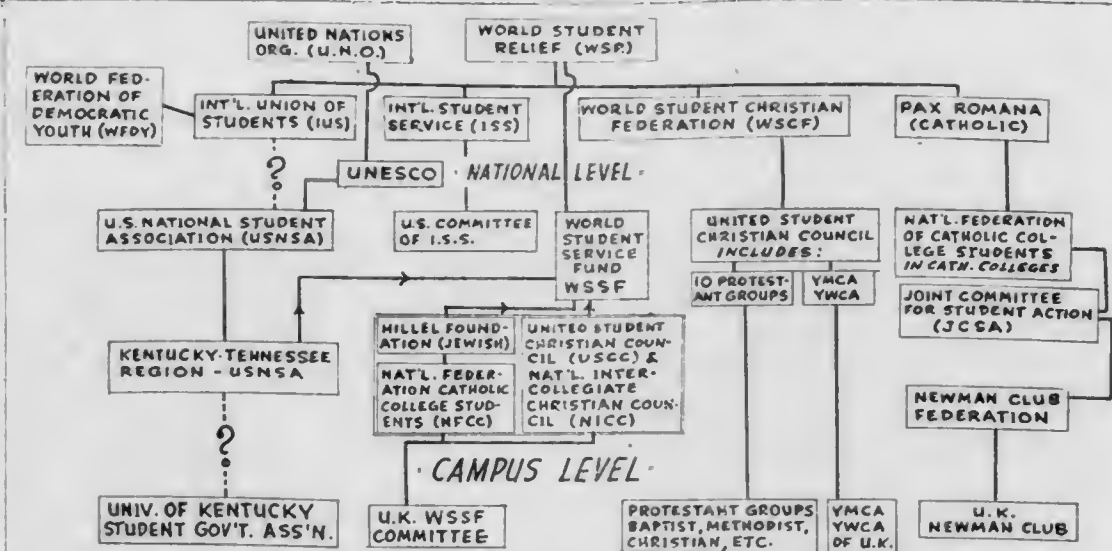 UNITED NATIONS
ORG. (U.N.O.)
WORLD STUDENT
RELIEF (WSR)
WORLD FED-
ERATION OF
DEMOCRATIC
YOUTH (WFDY)
INT'L. UNION OF
STUDENTS (IUS)
INT'L. STUDENT
SERVICE (ISS)
WORLD STUDENT CHRISTIAN
FEDERATION (WSCF)
PAX ROMANA
(CATHOLIC)
?
UNESCO
· NATIONAL LEVEL ·
U.S. NATIONAL STUDENT
ASSOCIATION (USNSA)
U.S. COMMITTEE
OF I.S.S.
WORLD
STUDENT
SERVICE
FUND
WSSF
UNITED STUDENT
CHRISTIAN COUNCIL
INCLUDES:
10 PROTEST-
ANT GROUPS
YMCA
YWCA
NAT'L. FEDERATION
OF CATHOLIC COL-
LEGE STUDENTS
IN CATH. COLLEGES
JOINT COMMITTEE
FOR STUDENT ACTION
(JCSA)
KENTUCKY-TENNESSEE
REGION - USNSA
HILLEL FOUND-
ATION (JEWISH)
NAT'L. FEDER-
ATION CATHOLIC
COLLEGE STUD-
ENTS (NFCC)
UNITED STUDENT
CHRISTIAN COUN-
CIL (USCC) &
NAT'L. INTER-
COLLEGIATE
CHRISTIAN COUN-
CIL (NICC)
NEWMAN CLUB
FEDERATION
?
· CAMPUS LEVEL ·
UNIV. OF KENTUCKY
STUDENT GOV'T. ASS'N.
U.K. WSSF
COMMITTEE
PROTESTANT GROUPS
BAPTIST, METHODIST,
CHRISTIAN, ETC.
YMCA
YWCA
OF U.K.
U.K.
NEWMAN CLUB